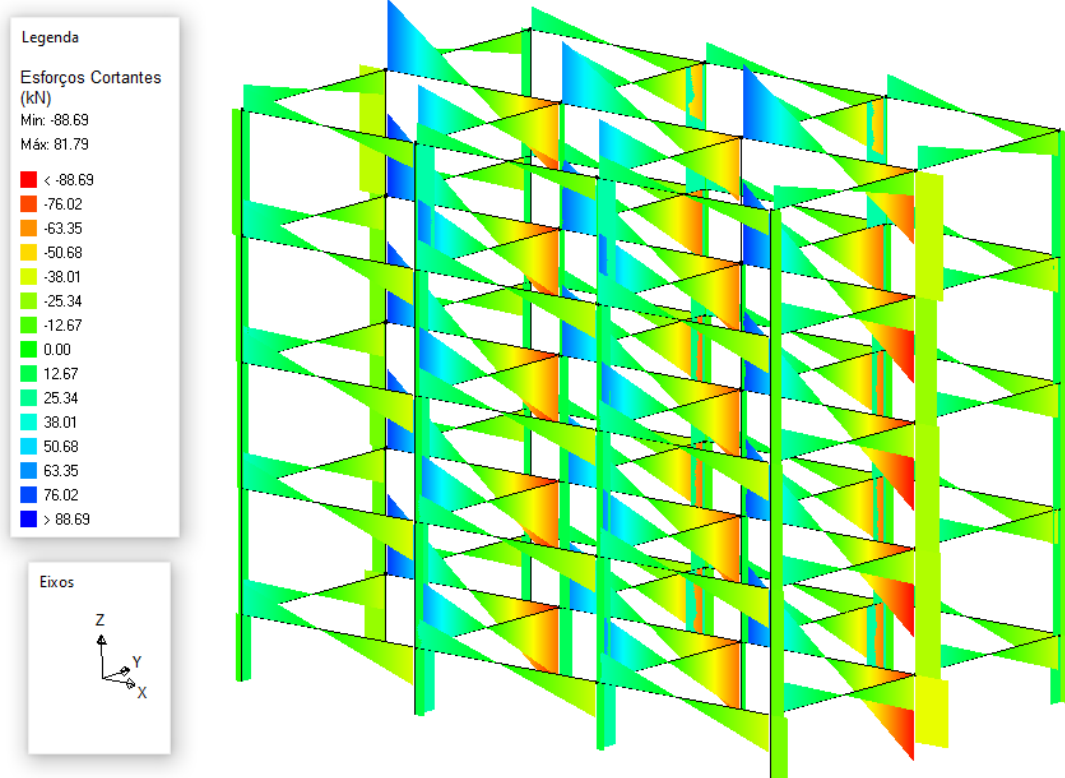 Legenda
Esforços Cortantes
(kN)
Min: -88.69
Máx: 81.79
< -88.69
-76.02
-63.35
-50.68
-38.01
-25.34
-12.67
0.00
12.67
25.34
38.01
50.68
63.35
76.02
> 88.69
Eixos
Z
Y
X